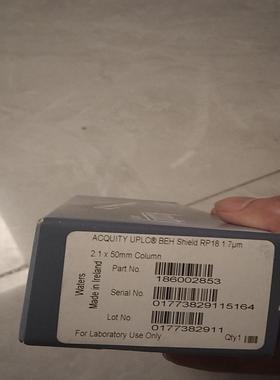 ACQUITY UPLC® BEH Shield RP18 1.7µm
2.1 x 50mm Column
Waters
Made in Ireland
Part No.
186002853
Serial No
01773829115164
Lot No
0177382911
For Laboratory Use Only
Qty.1